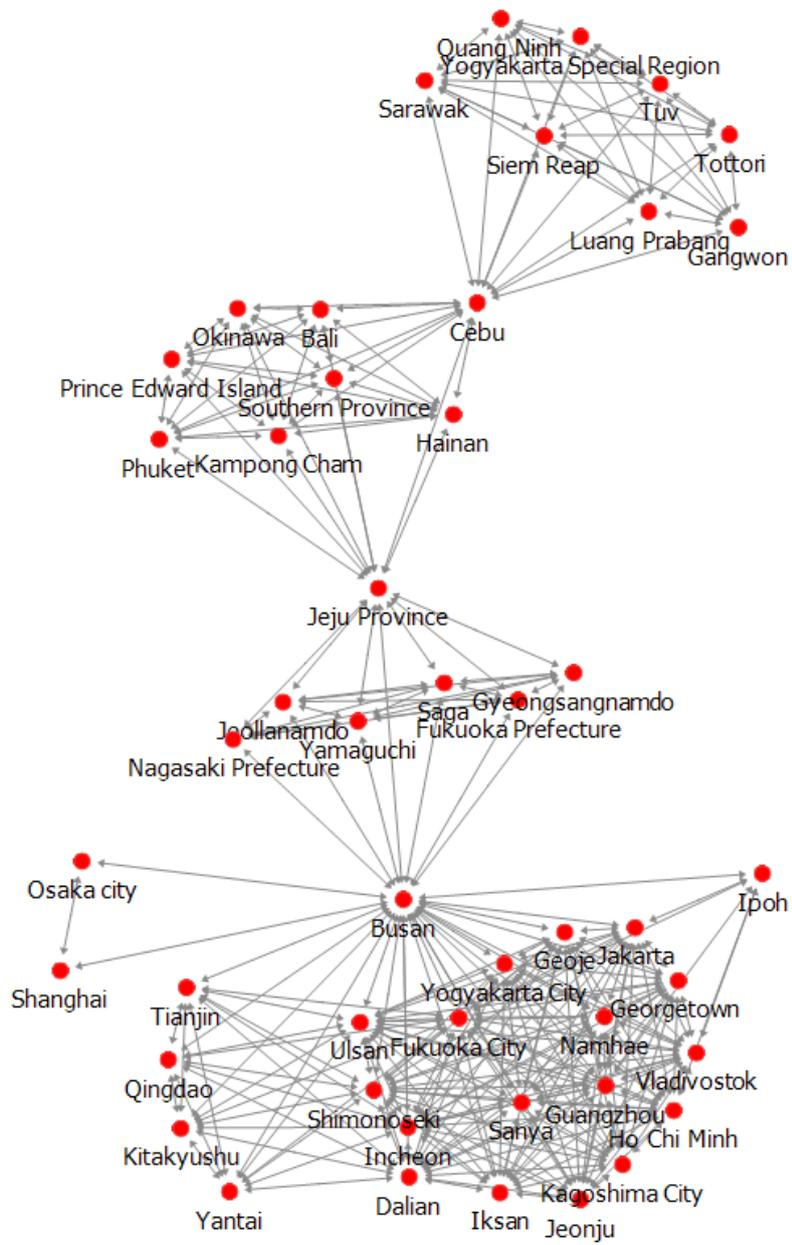 Quang Ninh
Yogyakarta Special Region
Sarawak
Tuv
Siem Reap
Tottori
Luang Prabang
Gangwon
Cebu
Okinawa
Bali
Prince Edward Island
Southern Province
Hainan
Phuket
Kampong Cham
Jeju Province
Gyeongsangnamdo
Saga
Jeollanamdo
Fukuoka Prefecture
Yamaguchi
Nagasaki Prefecture
Osaka city
Ipoh
Busan
Geoje
Jakarta
Shanghai
Yogyakarta City
Tianjin
Georgetown
Ulsan
Fukuoka City
Namhae
Vladivostok
Qingdao
Shimonoseki
Guangzhou
Sanya
Ho Chi Minh
Kitakyushu
Incheon
Kagoshima City
Dalian
Yantai
Iksan
Jeonju